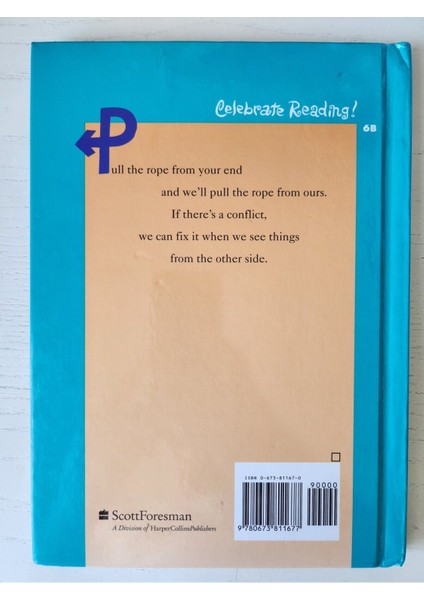 Celebrate Reading!
6B
Pull the rope from your end
and we'll pull the rope from ours.
If there's a conflict,
we can fix it when we see things
from the other side.
ISBN 0-673-81167-0
90000
9 780673 811677
ScottForesman
A Division of HarperCollinsPublishers